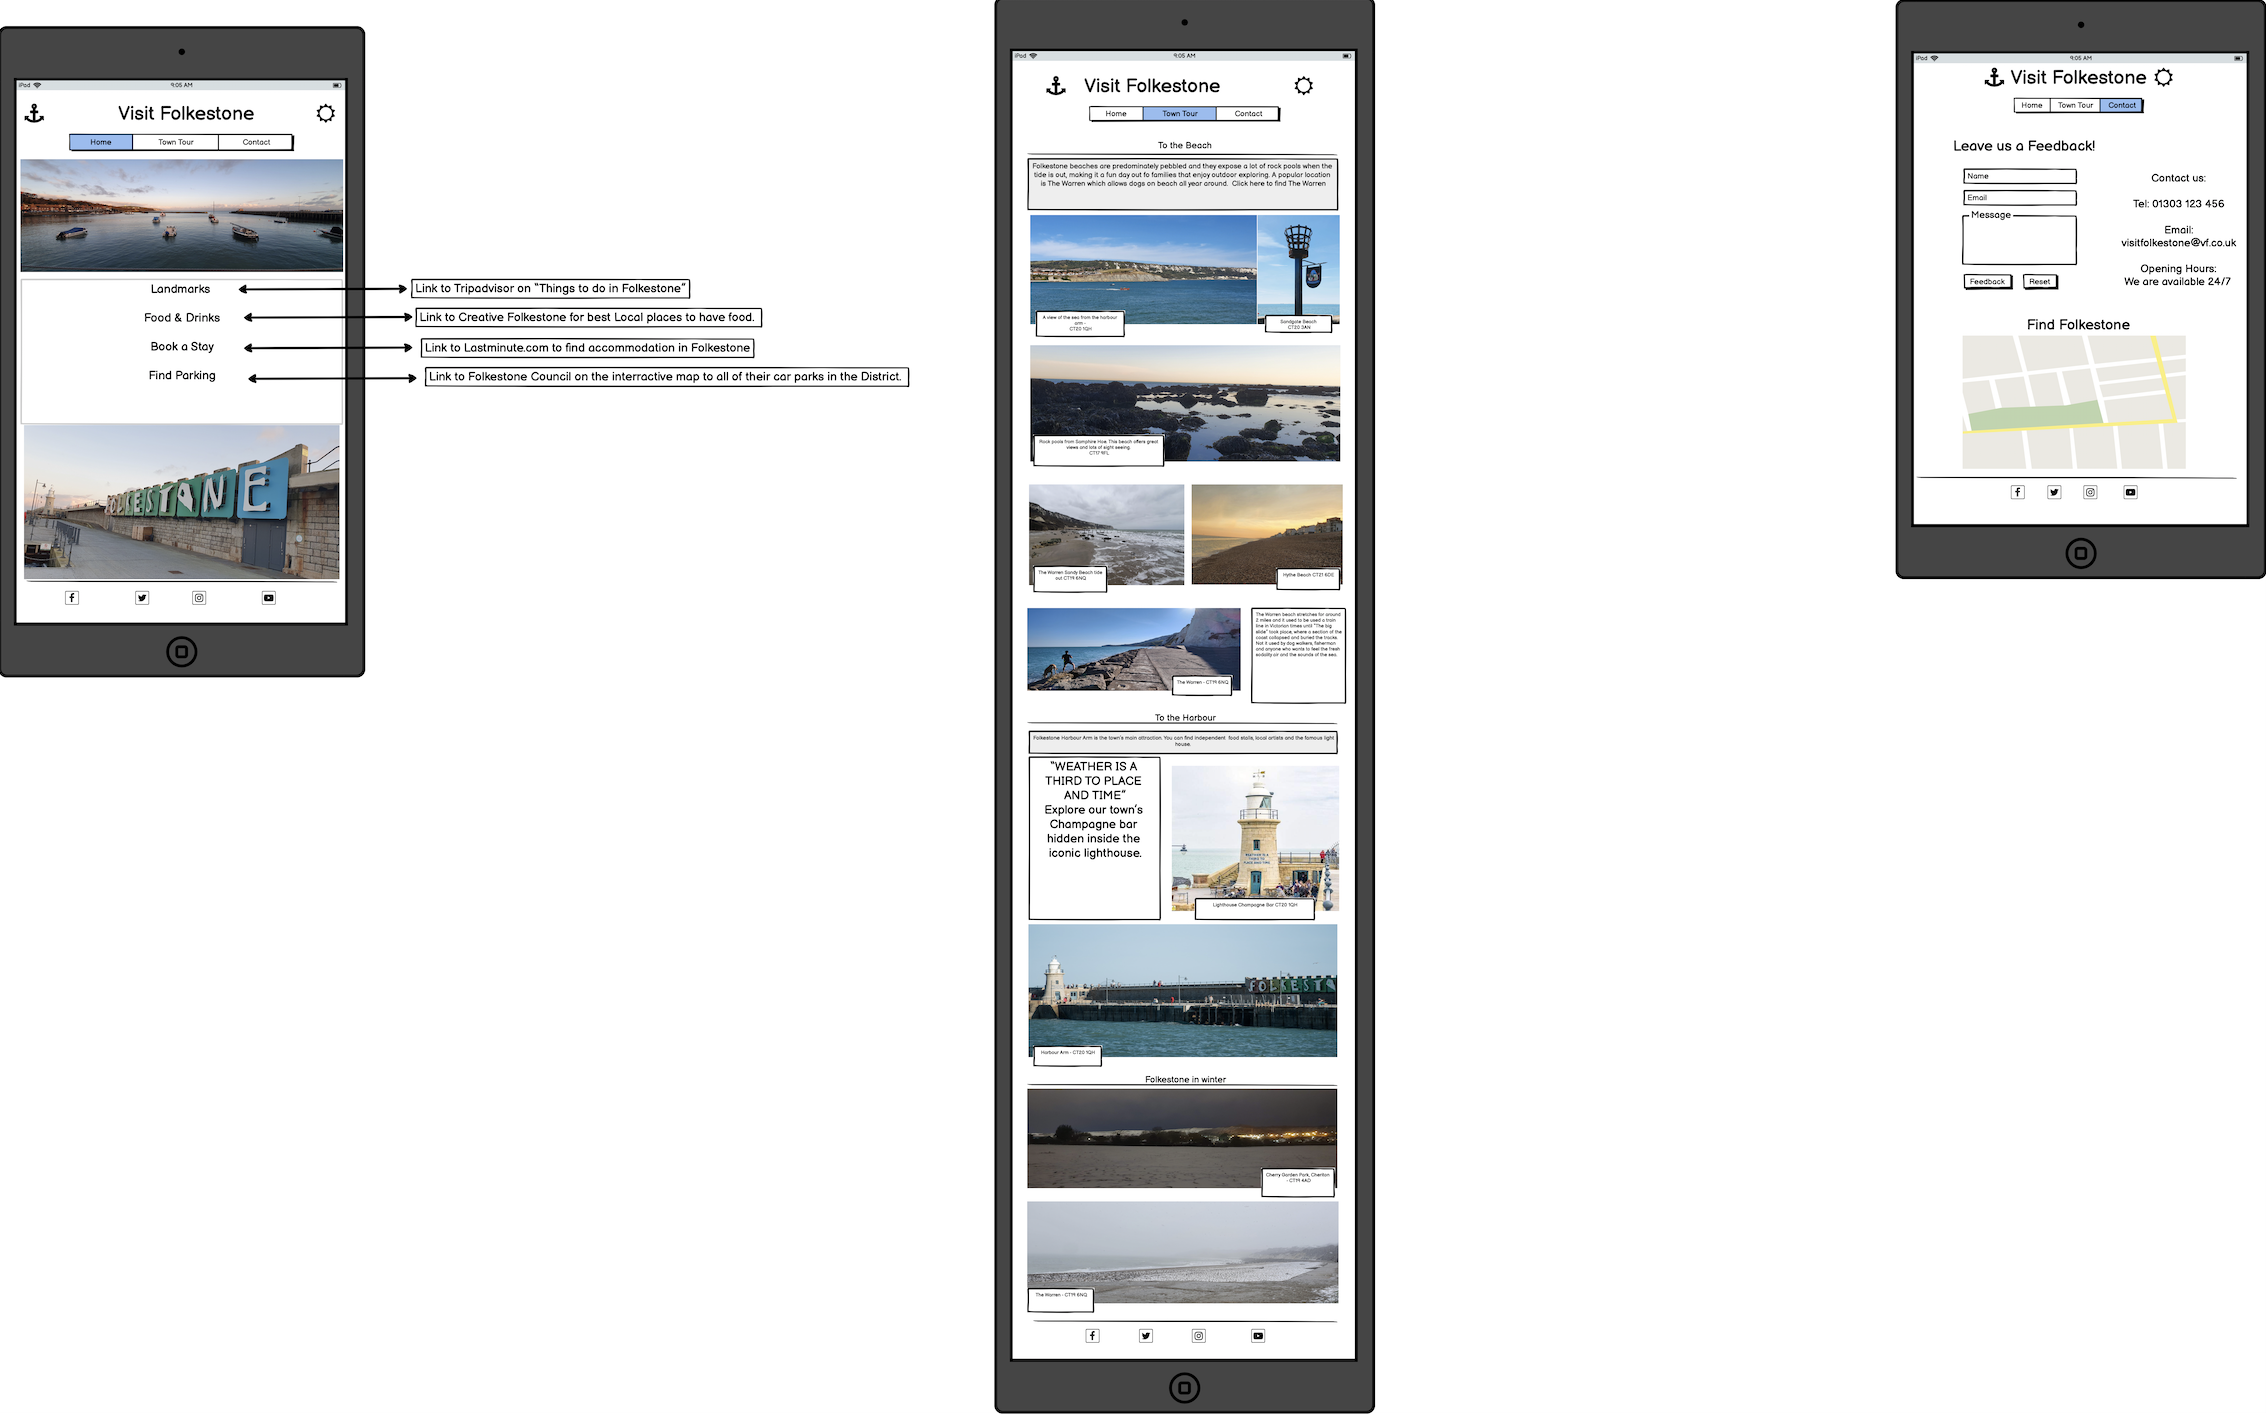 iPad
9:05 AM
Visit Folkestone
Home
Town Tour
Contact
Landmarks
Food & Drinks
Book a Stay
Find Parking
Link to Tripadvisor on "Things to do in Folkestone"
Link to Creative Folkestone for best Local places to have food.
Link to Lastminute.com to find accommodation in Folkestone
Link to Folkestone Council on the interractive map to all of their car parks in the District.
FOLKESTONE
iPad
9:05 AM
Visit Folkestone
Home
Town Tour
Contact
To the Beach
Folkestone beaches are predominately pebbled and they expose a lot of rock pools when the
tide is out, making it a fun day out fo families that enjoy outdoor exploring. A popular location
is The Warren which allows dogs on beach all year around. Click here to find The Warren
A view of the sea from the harbour
arm -
CT20 1QH
Sandgate Beach
CT20 3AN
Rock pools from Samphire Hoe. This beach offers great
views and lots of sight seeing.
CT17 9FL
The Warren Sandy Beach tide
out CT19 6NQ
Hythe Beach CT21 6DE
The Warren - CT19 6NQ
The Warren beach stretches for around
2 miles and it used to be used a train
line in Victorian times until "The big
slide" took place, where a section of the
coast collapsed and buried the tracks.
Not it used by dog walkers, fisherman
and anyone who wants to feel the fresh
sodality air and the sounds of the sea.
To the Harbour
Folkestone Harbour Arm is the town's main attraction. You can find independent food stalls, local artists and the famous light
house.
"WEATHER IS A
THIRD TO PLACE
AND TIME"
Explore our town's
Champagne bar
hidden inside the
iconic lighthouse.
WEATHER IS A
THIRD TO
PLACE AND TIME
Lighthouse Champagne Bar CT20 1QH
FOLKESTO
Harbour Arm - CT20 1QH
Folkestone in winter
Cherry Garden Park, Cheriton
- CT19 4AD
The Warren - CT19 6NQ
iPad
9:05 AM
Visit Folkestone
Home
Town Tour
Contact
Leave us a Feedback!
Name
Email
Message
Feedback
Reset
Contact us:
Tel: 01303 123 456
Email:
visitfolkestone@vf.co.uk
Opening Hours:
We are available 24/7
Find Folkestone